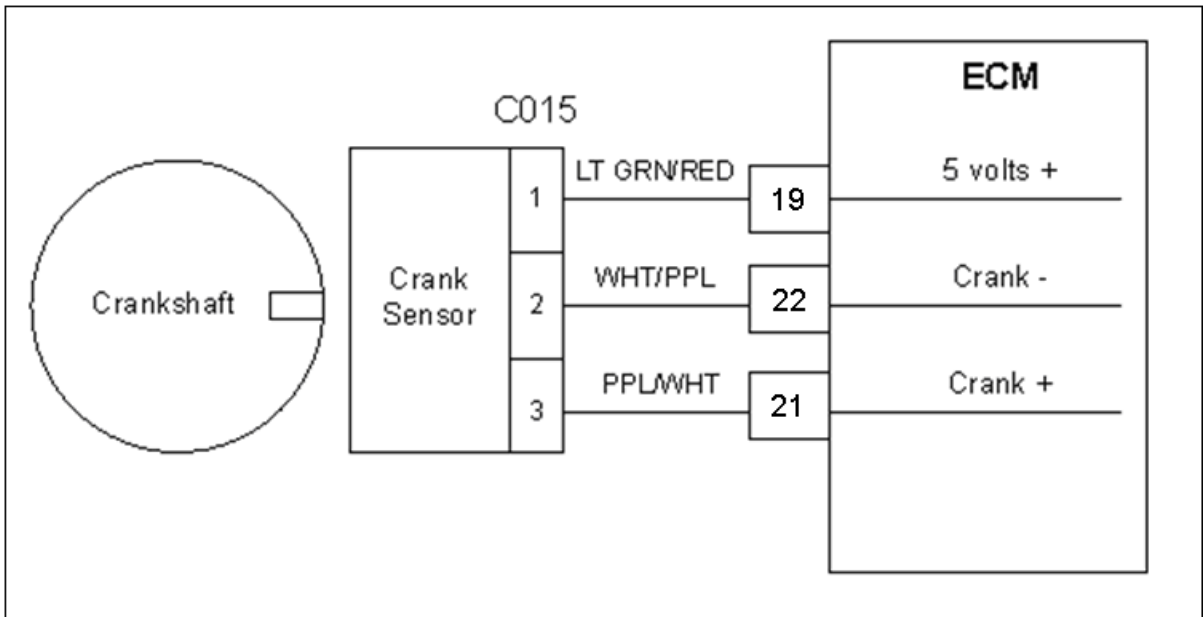 ECM
C015
LT GRN/RED
5 volts +
1
19
WHT/PPL
Crank -
Crankshaft
Crank
Sensor
2
22
PPL/WHT
Crank +
3
21